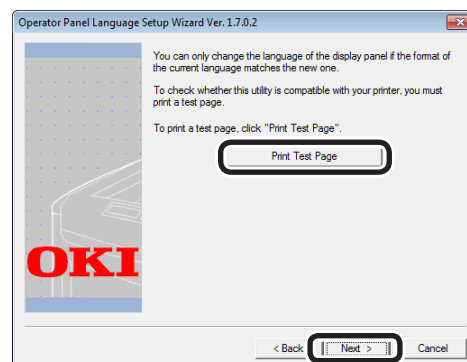 Operator Panel Language Setup Wizard Ver. 1.7.0.2
You can only change the language of the display panel if the format of
the current language matches the new one.
To check whether this utility is compatible with your printer, you must
print a test page.
To print a test page, click "Print Test Page".
Print Test Page
OKI
< Back
Next >
Cancel